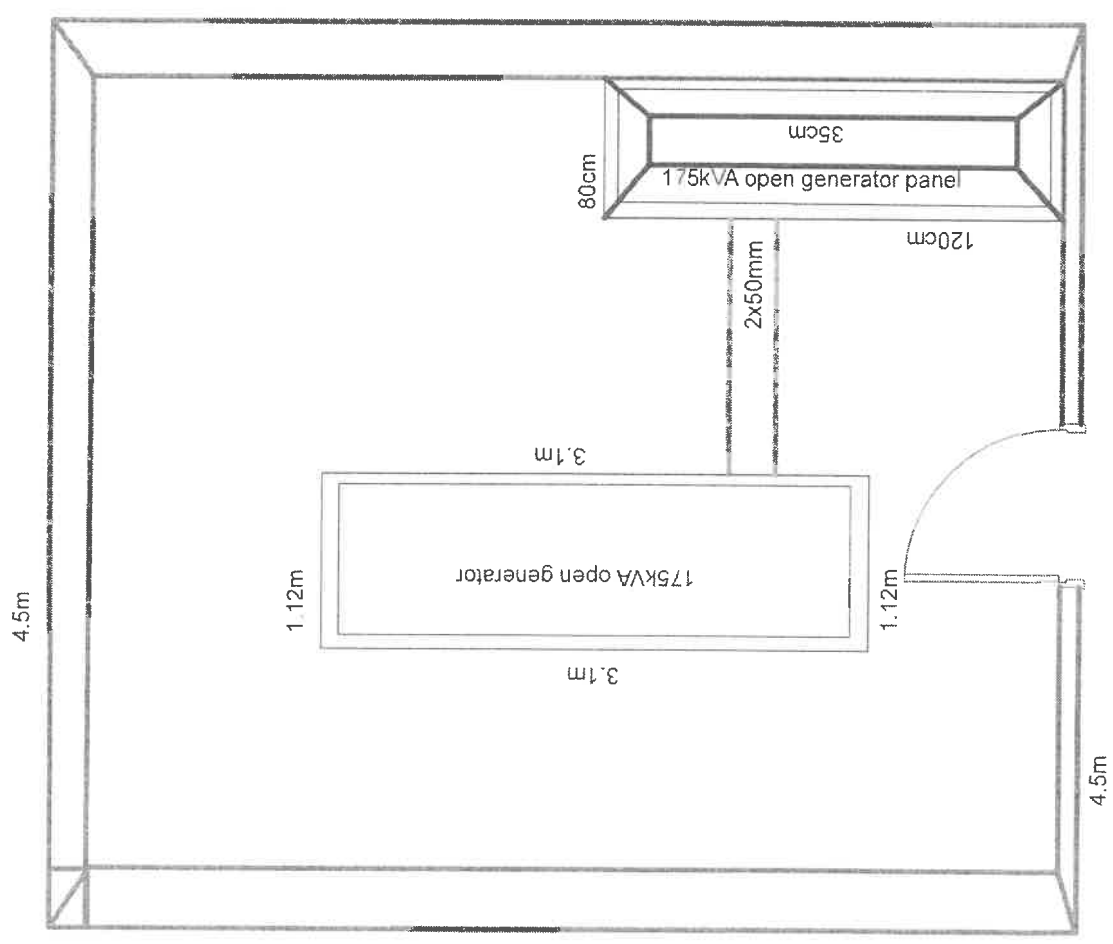 35cm
80cm
175kVA open generator panel
120cm
2x50mm
3.1m
175kVA open generator
1.12m
1.12m
4.5m
3.1m
4.5m